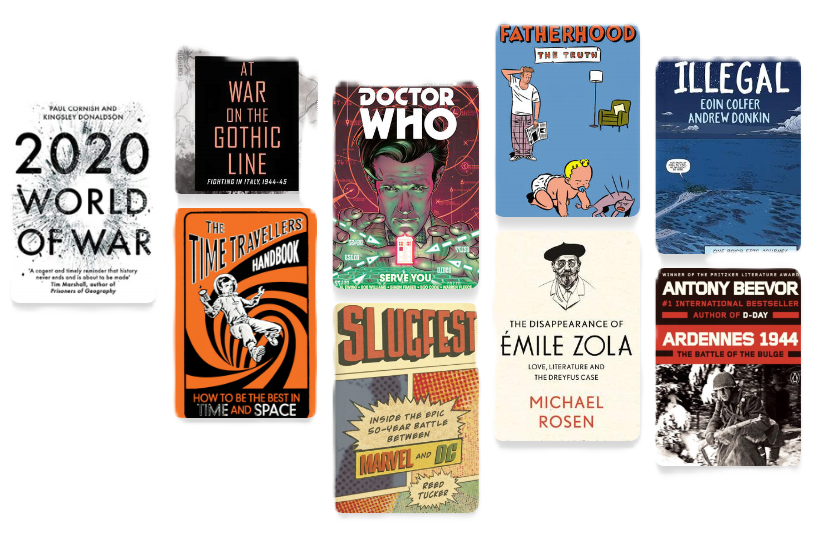 PAUL CORNISH AND
KINGSLEY DONALDSON
2020
WORLD
OF WAR
'A cogent and timely reminder that history
never ends and is about to be made'
Tim Marshall, author of
Prisoners of Geography
AT
WAR
ON THE
GOTHIC
LINE
FIGHTING IN ITALY, 1944-45
THE
TIME TRAVELLERS
HANDBOOK
HOW TO BE THE BEST IN
TIME AND SPACE
DOCTOR
WHO
SERVE YOU
SLUGFEST
INSIDE THE EPIC
50-YEAR BATTLE
BETWEEN
MARVEL AND DC
REED
TUCKER
FATHERHOOD
THE TRUTH
THE DISAPPEARANCE OF
ÉMILE ZOLA
LOVE, LITERATURE AND
THE DREYFUS CASE
MICHAEL
ROSEN
ILLEGAL
EOIN COLFER
ANDREW DONKIN
WINNER OF THE PRITZKER LITERATURE AWARD
ANTONY BEEVOR
#1 INTERNATIONAL BESTSELLER
AUTHOR OF D-DAY
ARDENNES 1944
THE BATTLE OF THE BULGE